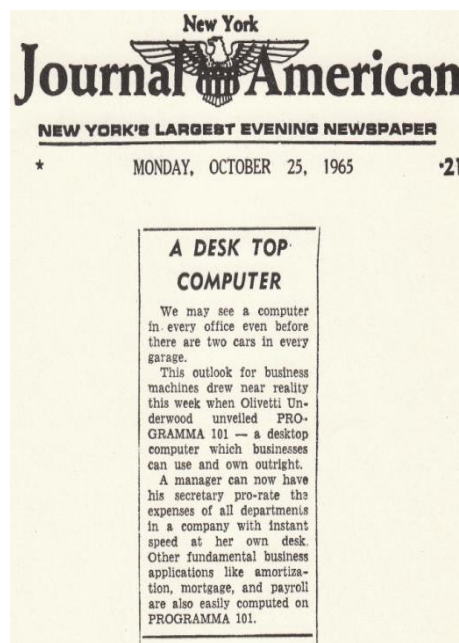 New York
Journal American
NEW YORK'S LARGEST EVENING NEWSPAPER
* MONDAY, OCTOBER 25, 1965 ·21
A DESK TOP
COMPUTER
We may see a computer
in every office even before
there are two cars in every
garage.
This outlook for business
machines drew near reality
this week when Olivetti Un-
derwood unveiled PRO-
GRAMMA 101 — a desktop
computer which businesses
can use and own outright.
A manager can now have
his secretary pro-rate the
expenses of all departments
in a company with instant
speed at her own desk.
Other fundamental business
applications like amortiza-
tion, mortgage, and payroll
are also easily computed on
PROGRAMMA 101.